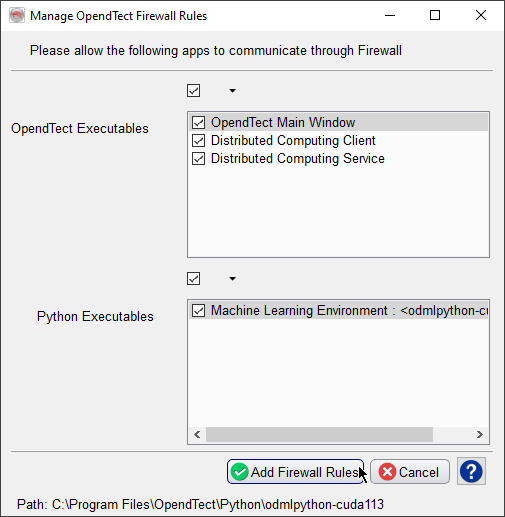 Manage OpendTect Firewall Rules
Please allow the following apps to communicate through Firewall
OpendTect Executables
OpendTect Main Window
Distributed Computing Client
Distributed Computing Service
Python Executables
Machine Learning Environment : <odmlpython-cu
Add Firewall Rules
Cancel
?
Path: C:\Program Files\OpendTect\Python\odmlpython-cuda113